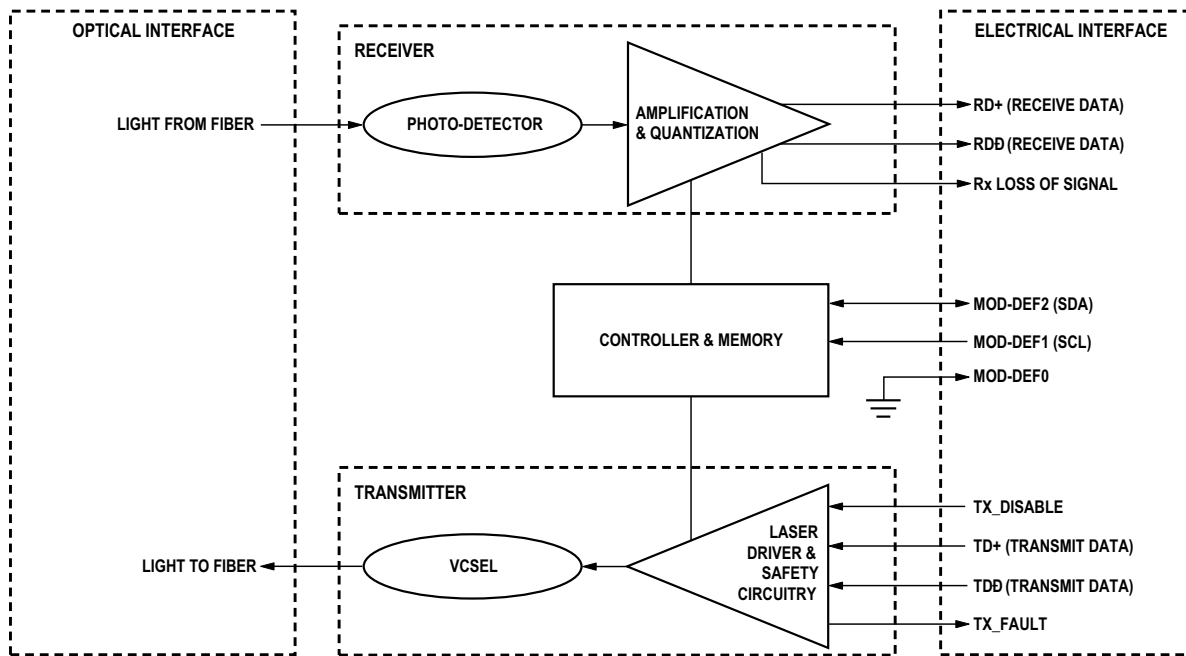 OPTICAL INTERFACE
ELECTRICAL INTERFACE
RECEIVER
LIGHT FROM FIBER
PHOTO-DETECTOR
AMPLIFICATION
& QUANTIZATION
RD+ (RECEIVE DATA)
RDÐ (RECEIVE DATA)
Rx LOSS OF SIGNAL
CONTROLLER & MEMORY
MOD-DEF2 (SDA)
MOD-DEF1 (SCL)
MOD-DEF0
TRANSMITTER
LIGHT TO FIBER
VCSEL
LASER
DRIVER &
SAFETY
CIRCUITRY
TX_DISABLE
TD+ (TRANSMIT DATA)
TDÐ (TRANSMIT DATA)
TX_FAULT